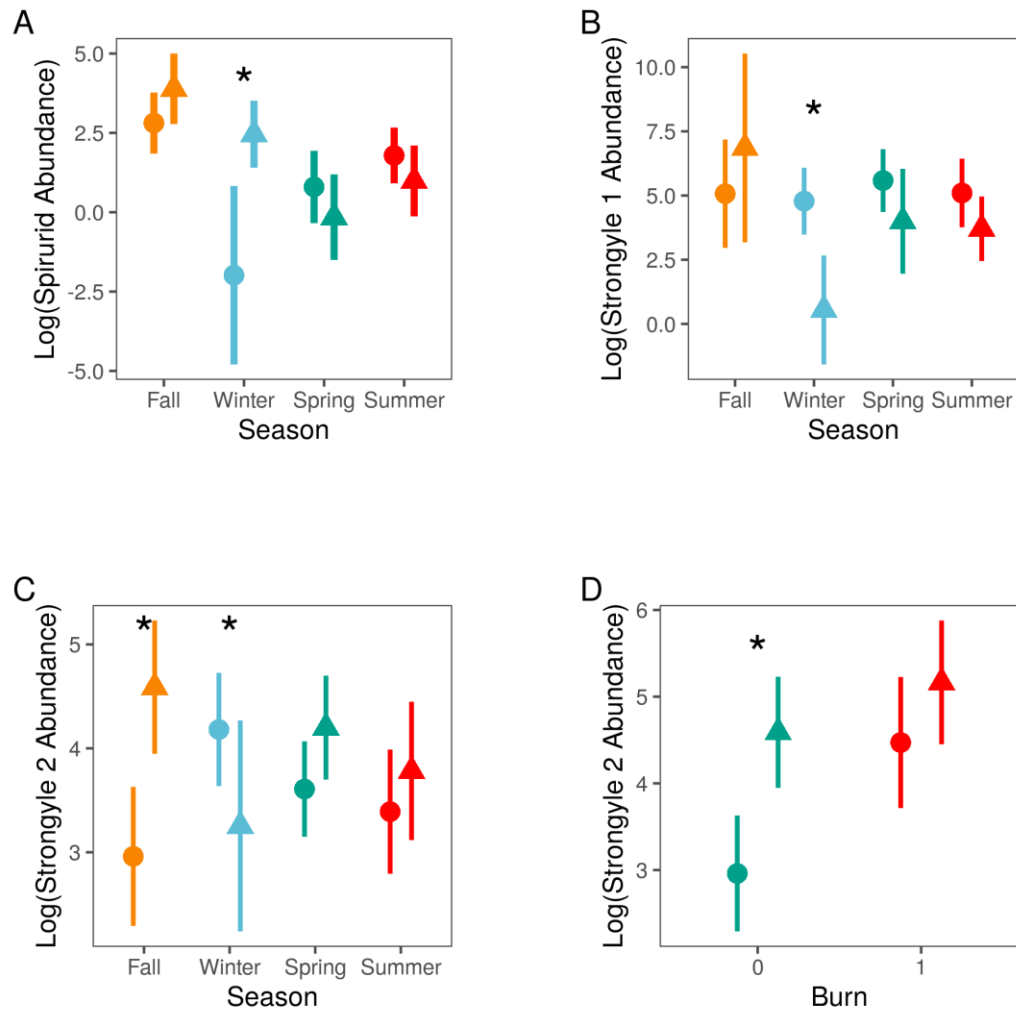 A
Log(Spirurid Abundance)
5.0
2.5
0.0
-2.5
-5.0
*
Fall Winter Spring Summer
Season
B
Log(Strongyle 1 Abundance)
10.0
7.5
5.0
2.5
0.0
*
Fall Winter Spring Summer
Season
C
Log(Strongyle 2 Abundance)
5
4
3
* *
Fall Winter Spring Summer
Season
D
Log(Strongyle 2 Abundance)
6
5
4
3
*
0 1
Burn